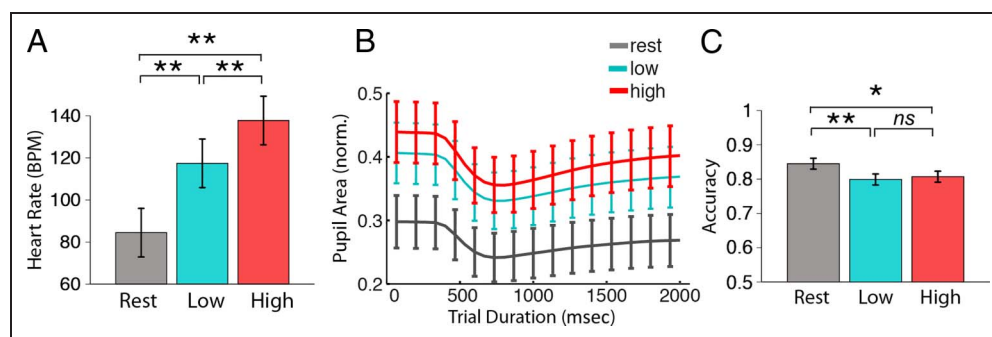 A
**
**
**
Heart Rate (BPM)
140
120
100
80
60
Rest Low High
B
rest
low
high
Pupil Area (norm.)
0.5
0.4
0.3
0.2
0 500 1000 1500 2000
Trial Duration (msec)
C
*
** ns
Accuracy
1
0.9
0.8
0.7
0.6
0.5
Rest Low High